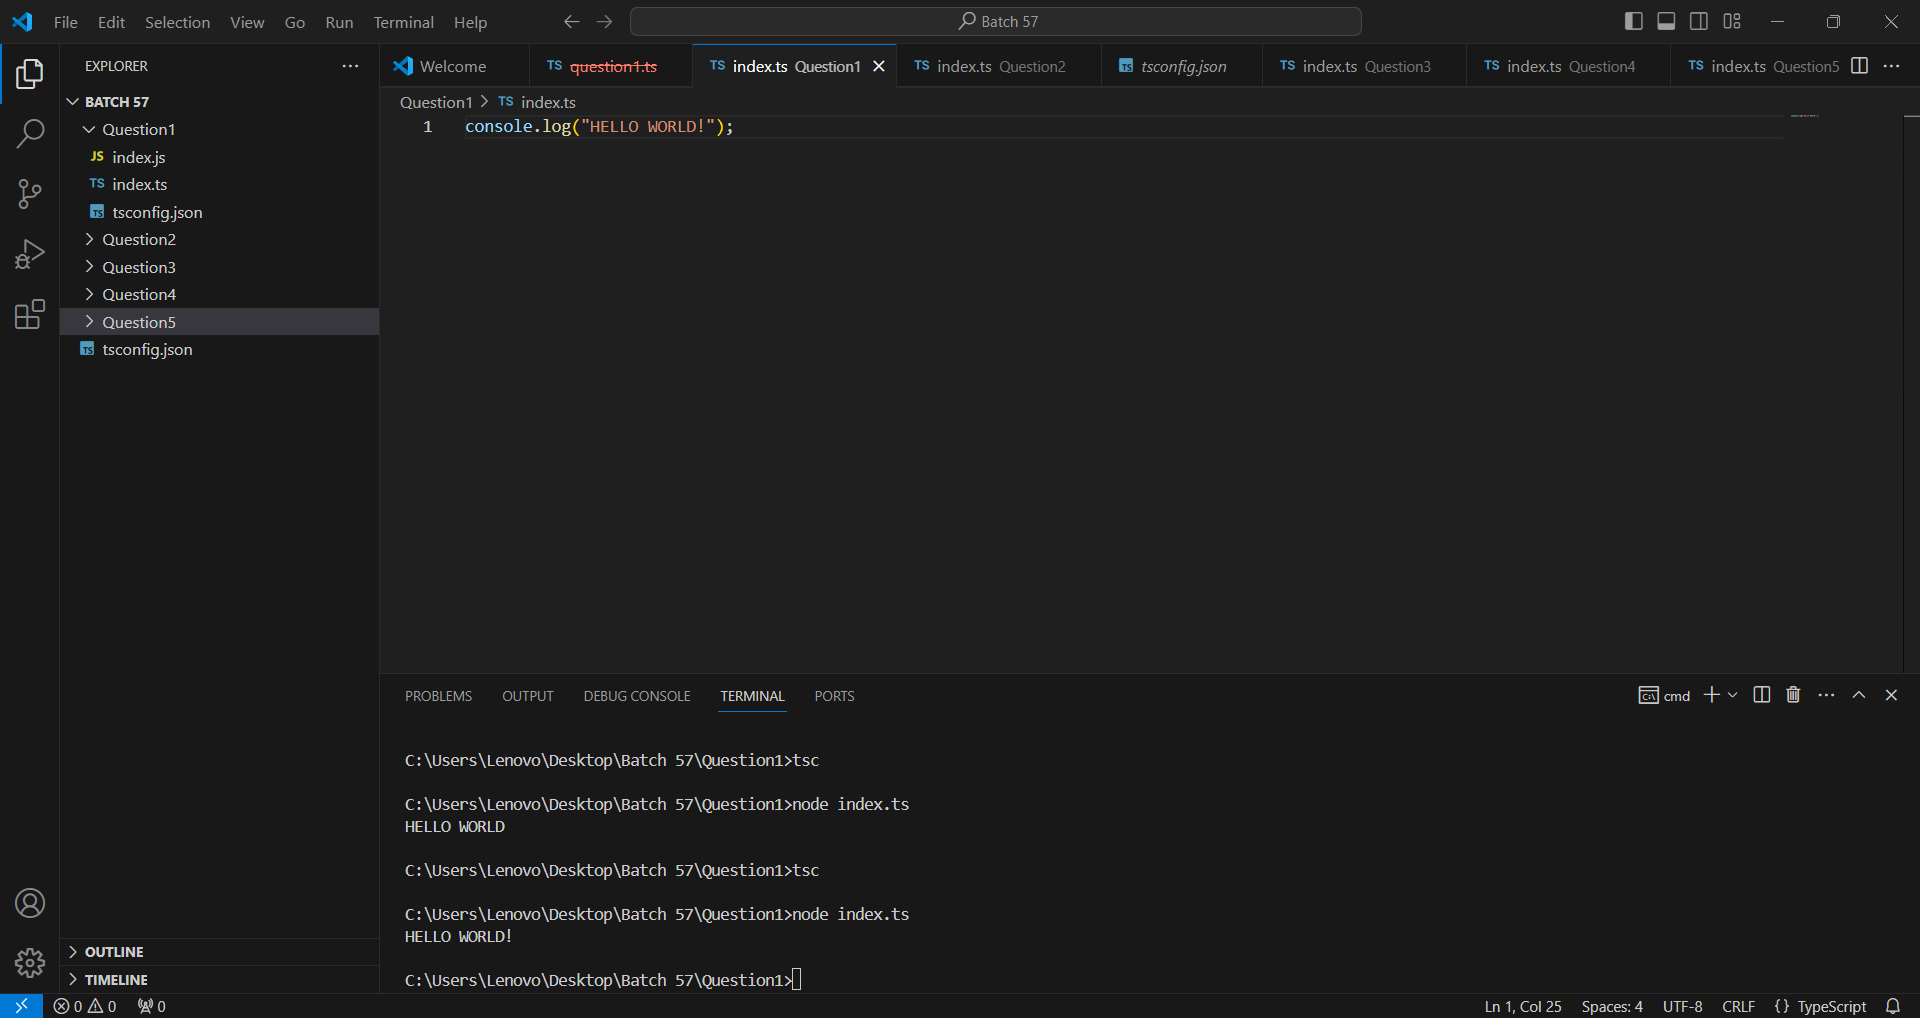 File Edit Selection View Go Run Terminal Help Batch 57
EXPLORER
BATCH 57
Question1
JS index.js
TS index.ts
TS tsconfig.json
Question2
Question3
Question4
Question5
TS tsconfig.json
OUTLINE
TIMELINE
Welcome TS question1.ts TS index.ts Question1 TS index.ts Question2 TS tsconfig.json TS index.ts Question3 TS index.ts Question4 TS index.ts Question5
Question1 TS index.ts
1 console.log("HELLO WORLD!");
PROBLEMS OUTPUT DEBUG CONSOLE TERMINAL PORTS cmd
C:\Users\Lenovo\Desktop\Batch 57\Question1>tsc
C:\Users\Lenovo\Desktop\Batch 57\Question1>node index.ts
HELLO WORLD
C:\Users\Lenovo\Desktop\Batch 57\Question1>tsc
C:\Users\Lenovo\Desktop\Batch 57\Question1>node index.ts
HELLO WORLD!
C:\Users\Lenovo\Desktop\Batch 57\Question1>
0 0 0 Ln 1, Col 25 Spaces: 4 UTF-8 CRLF {} TypeScript